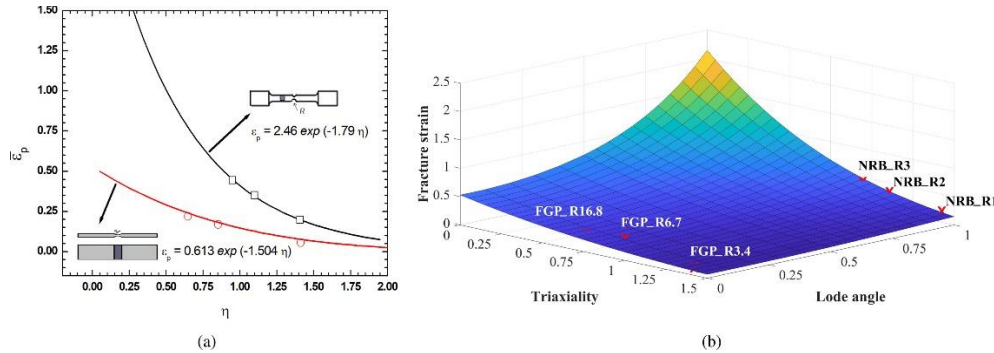 1.50
1.25
1.00
0.75
0.50
0.25
0.00
ε̅p
R
εp = 2.46 exp (-1.79 η)
εp = 0.613 exp (-1.504 η)
0.00 0.25 0.50 0.75 1.00 1.25 1.50 1.75 2.00
η
(a)
Fracture strain
2.5
2
1.5
1
0.5
0
NRB_R3
NRB_R2
NRB_R1
FGP_R16.8
FGP_R6.7
FGP_R3.4
0
0.25
0.5
0.75
1
1.25
1.5
Triaxiality
0
0.25
0.5
0.75
1
Lode angle
(b)